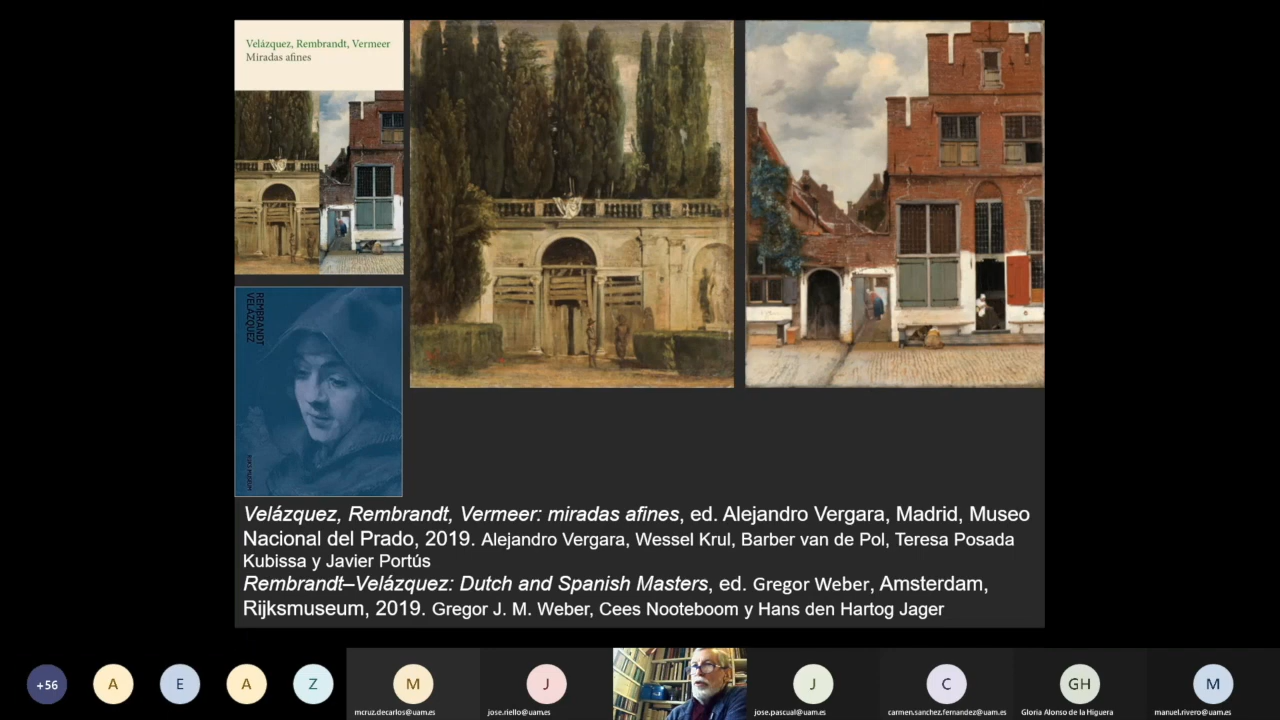 Velázquez, Rembrandt, Vermeer
Miradas afines
REMBRANDT
VELÁZQUEZ
RIJKSMUSEUM
Velázquez, Rembrandt, Vermeer: miradas afines, ed. Alejandro Vergara, Madrid, Museo
Nacional del Prado, 2019. Alejandro Vergara, Wessel Krul, Barber van de Pol, Teresa Posada
Kubissa y Javier Portús
Rembrandt–Velázquez: Dutch and Spanish Masters, ed. Gregor Weber, Amsterdam,
Rijksmuseum, 2019. Gregor J. M. Weber, Cees Nooteboom y Hans den Hartog Jager
+56
A
E
A
Z
M
J
J
C
GH
M
mcruz.decarlos@uam.es
jose.riello@uam.es
jose.pascual@uam.es
carmen.sanchez.fernandez@uam.es
Gloria Alonso de la Higuera
manuel.rivero@uam.es